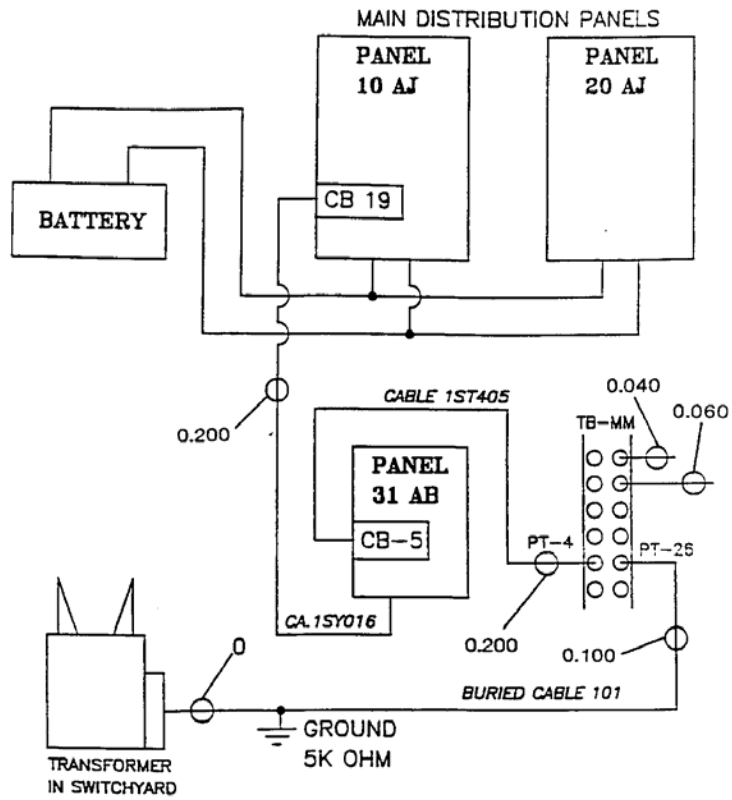 MAIN DISTRIBUTION PANELS
PANEL
10 AJ
PANEL
20 AJ
CB 19
BATTERY
0.200
CABLE 1ST405
0.040
0.060
TB-MM
PANEL
31 AB
CB-5
PT-4
PT-25
CA.1SY016
0.200
0.100
0
BURIED CABLE 101
GROUND
5K OHM
TRANSFORMER
IN SWITCHYARD